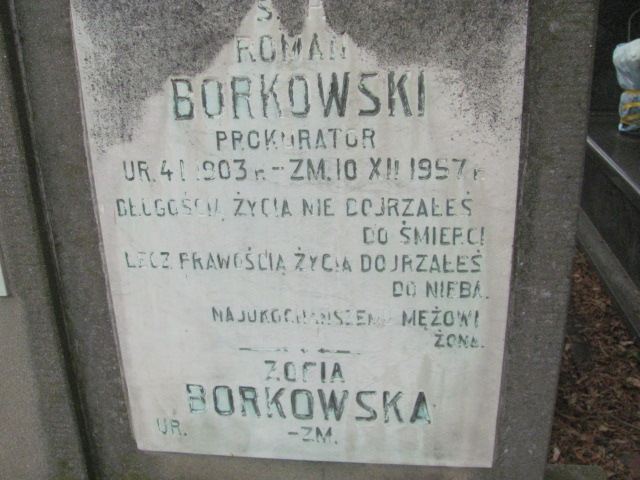 Ś. P.
ROMAN
BORKOWSKI
PROKURATOR
UR. 4 I 1903 r. - ZM. 10 XII 1957 r.
DŁUGOŚCIĄ ŻYCIA NIE DOJRZAŁEŚ
DO ŚMIERCI
LECZ PRAWOŚCIĄ ŻYCIA DOJRZAŁEŚ
DO NIEBA.
NAJUKOCHAŃSZEMU MĘŻOWI
ŻONA.
ZOFIA
BORKOWSKA
UR. -ZM.